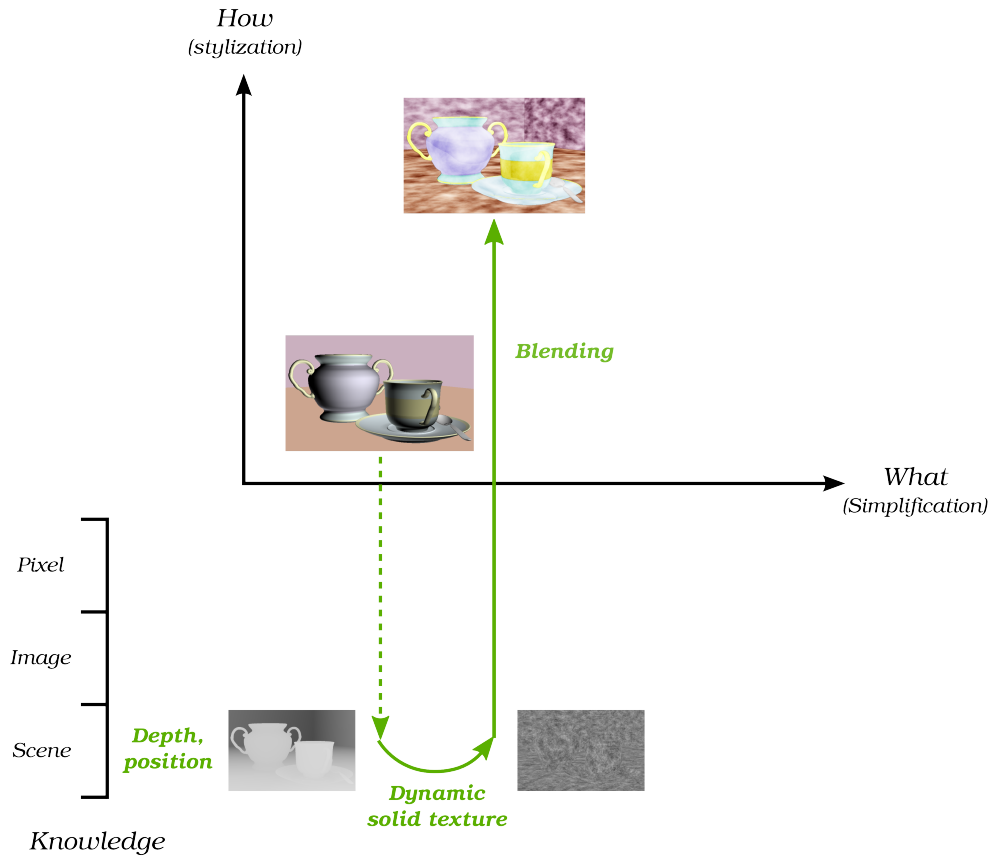 How
(stylization)
Blending
What
(Simplification)
Pixel
Image
Scene
Depth,
position
Dynamic
solid texture
Knowledge